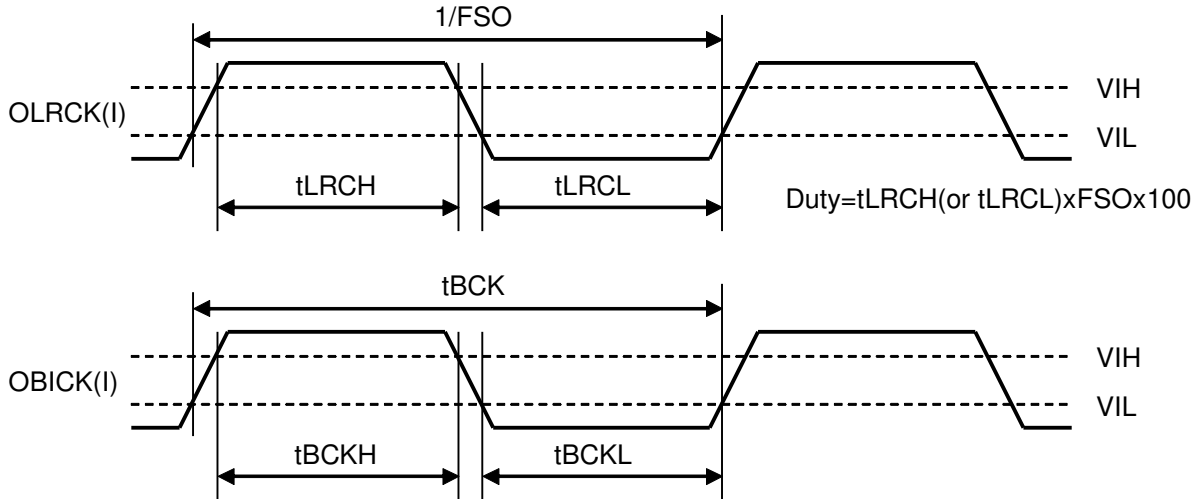 1/FSO
VIH
OLRCK(I)
VIL
tLRCH
tLRCL
Duty=tLRCH(or tLRCL)xFSOx100
tBCK
VIH
OBICK(I)
VIL
tBCKH
tBCKL